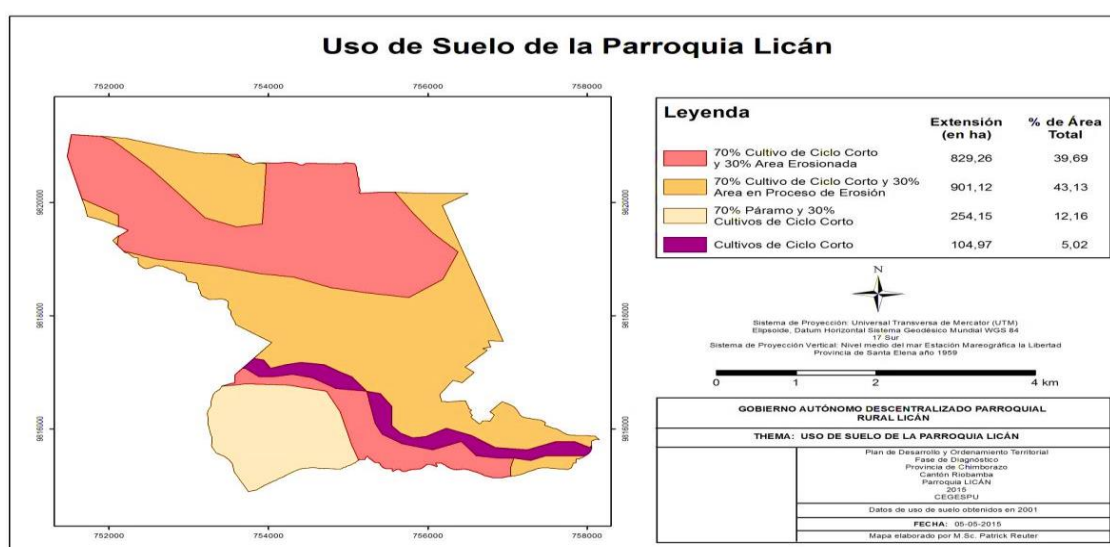 Uso de Suelo de la Parroquia Licán
752000 754000 756000 758000
9820000 9820000
9818000 9818000
9816000 9816000
752000 754000 756000 758000
Leyenda
Extensión % de Área
(en ha) Total
70% Cultivo de Ciclo Corto
y 30% Area Erosionada 829,26 39,69
70% Cultivo de Ciclo Corto y 30%
Area en Proceso de Erosión 901,12 43,13
70% Páramo y 30%
Cultivos de Ciclo Corto 254,15 12,16
Cultivos de Ciclo Corto 104,97 5,02
N
Sistema de Proyección: Universal Transversa de Mercator (UTM)
Elipsoide, Datum Horizontal Sistema Geodésico Mundial WGS 84
17 Sur
Sistema de Proyección Vertical: Nivel medio del mar Estación Mareográfica la Libertad
Provincia de Santa Elena año 1959
0 1 2 4 km
GOBIERNO AUTÓNOMO DESCENTRALIZADO PARROQUIAL
RURAL LICÁN
THEMA: USO DE SUELO DE LA PARROQUIA LICÁN
Plan de Desarrollo y Ordenamiento Territorial
Fase de Diagnóstico
Provincia de Chimborazo
Cantón Riobamba
Parroquia LICÁN
2015
CEGESPU
Datos de uso de suelo obtenidos en 2001
FECHA: 05-05-2015
Mapa elaborado por M.Sc. Patrick Reuter